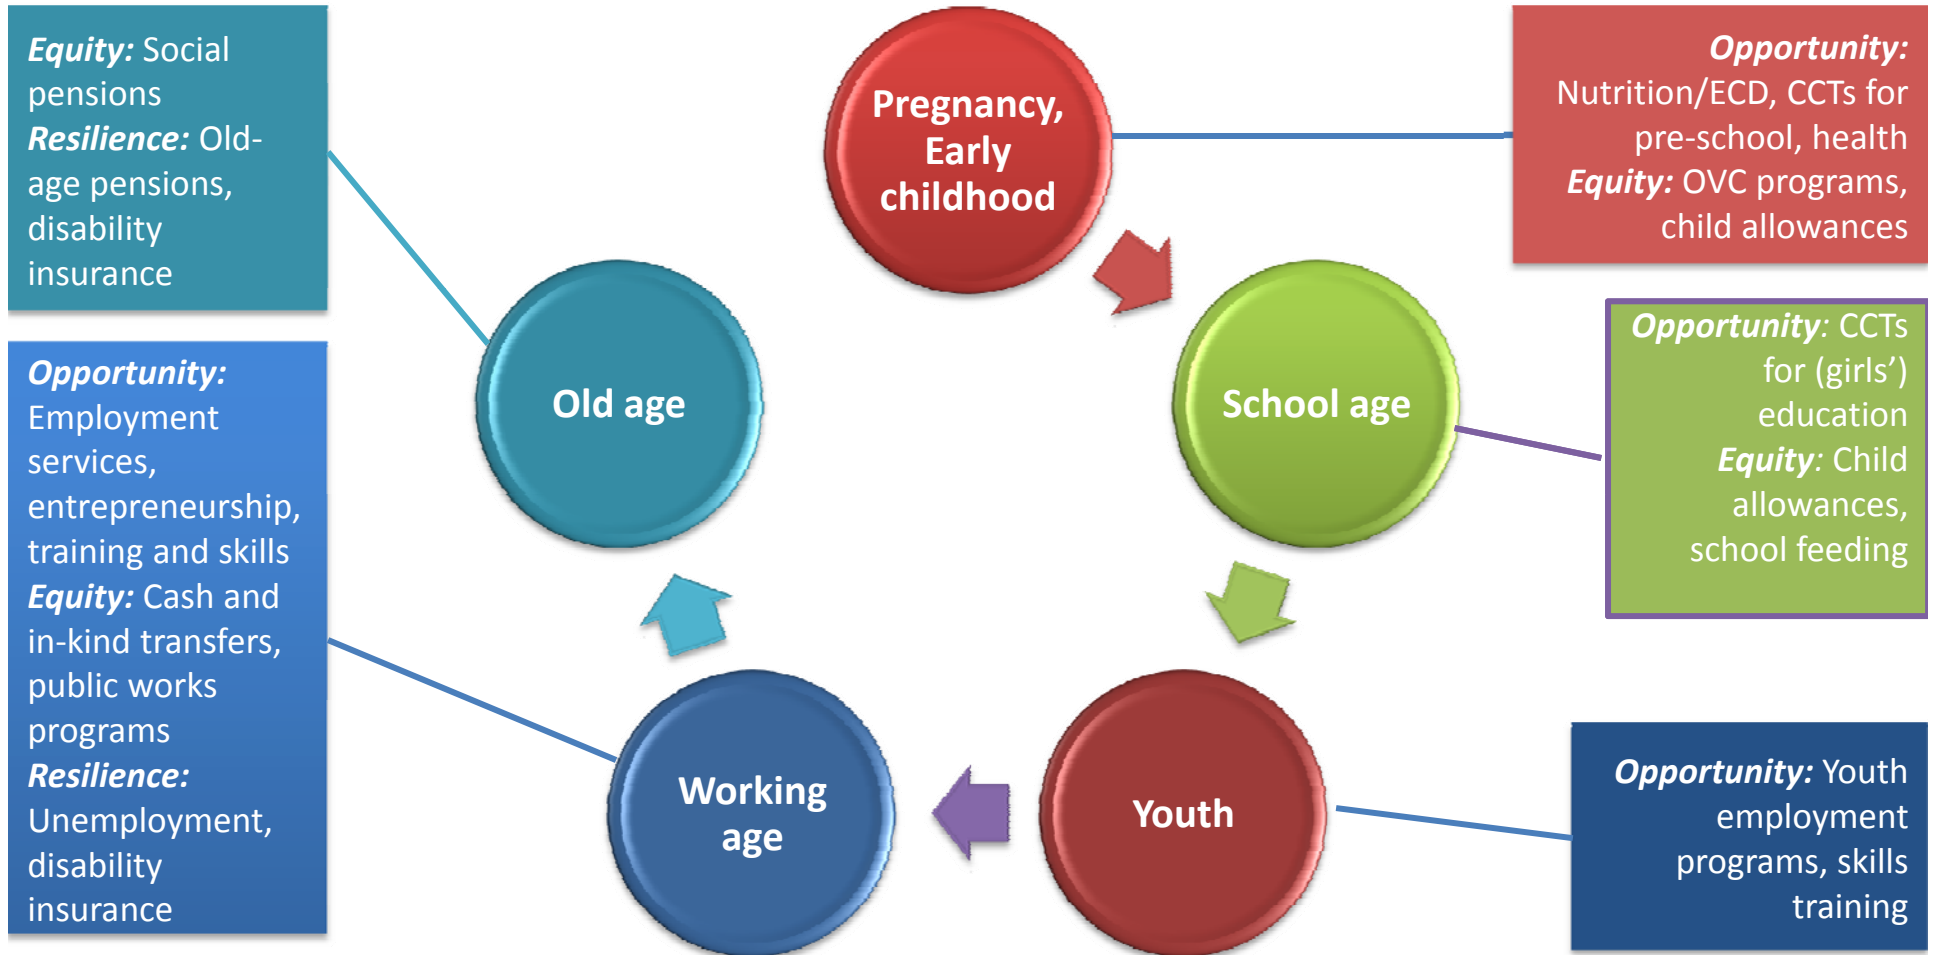 Equity: Social
pensions
Resilience: Old-
age pensions,
disability
insurance
Pregnancy,
Early
childhood
Opportunity:
Nutrition/ECD, CCTs for
pre-school, health
Equity: OVC programs,
child allowances
Old age
School age
Opportunity: CCTs
for (girls’)
education
Equity: Child
allowances,
school feeding
Opportunity:
Employment
services,
entrepreneurship,
training and skills
Equity: Cash and
in-kind transfers,
public works
programs
Resilience:
Unemployment,
disability
insurance
Working
age
Youth
Opportunity: Youth
employment
programs, skills
training